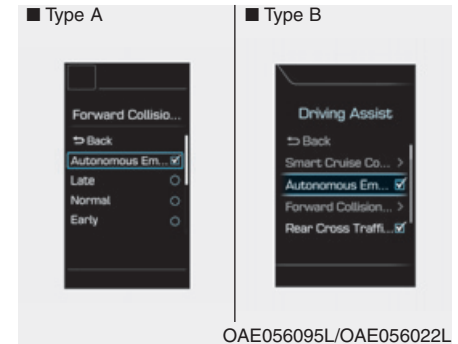 ■ Type A
Forward Collisio...
Back
Autonomous Em...
Late
Normal
Early
■ Type B
Driving Assist
Back
Smart Cruise Co... >
Autonomous Em...
Forward Collision... >
Rear Cross Traffi...
OAE056095L/OAE056022L